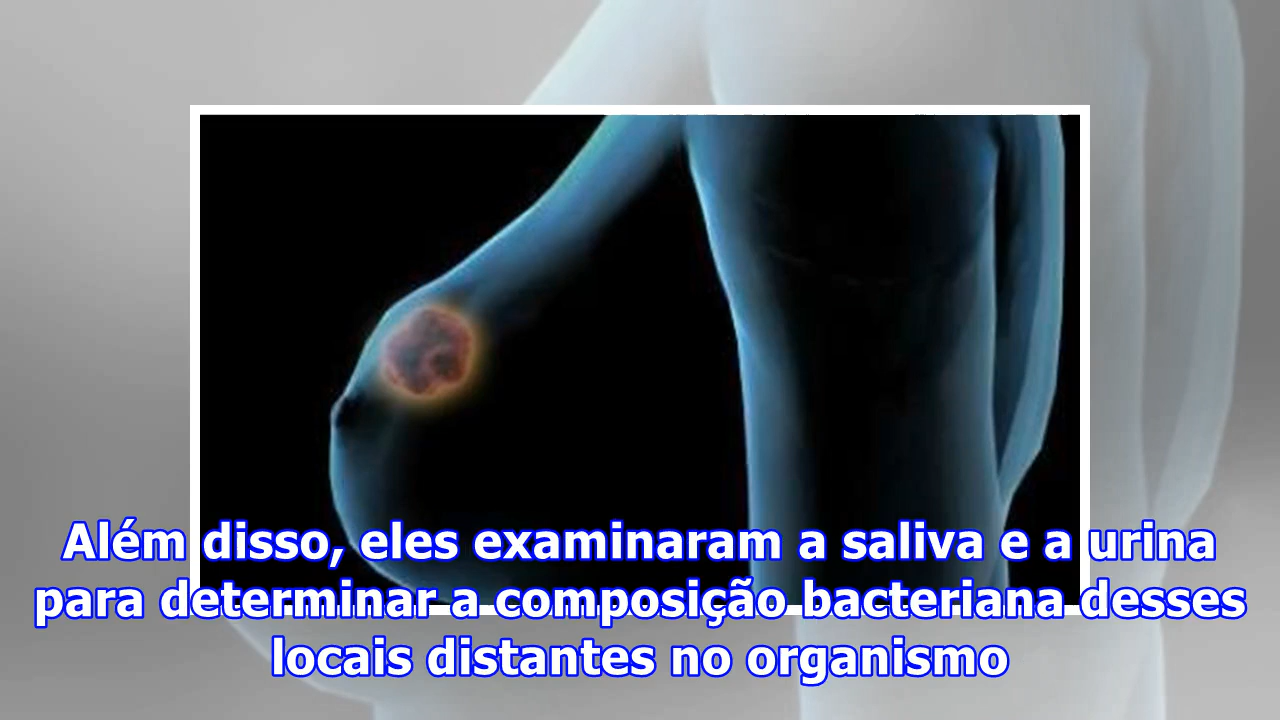 Além disso, eles examinaram a saliva e a urina
para determinar a composição bacteriana desses
locais distantes no organismo